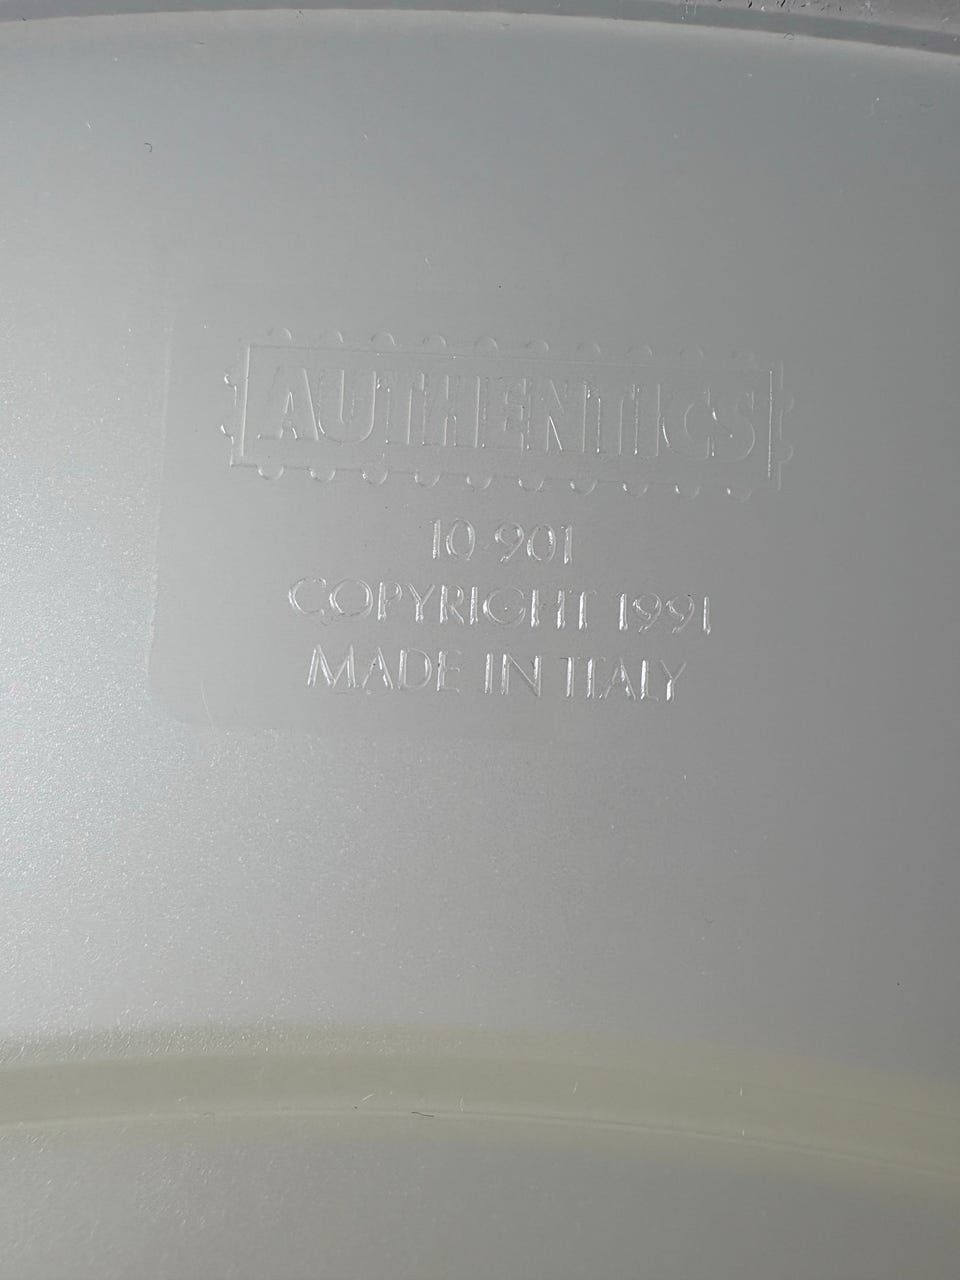 AUTHENTICS
10 901
COPYRIGHT 1991
MADE IN ITALY